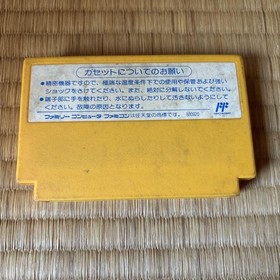 カセットについてのお願い
●精密機器ですので、極端な温度条件下での使用や保管および強い
ショックをさけてください。また、絶対に分解しないでください。
●端子部に手を触れたり、水にぬらしたりして汚さないようにして
ください。故障の原因となります。
ファミリーコンピュータ ファミコンは任天堂の商標です。
FF